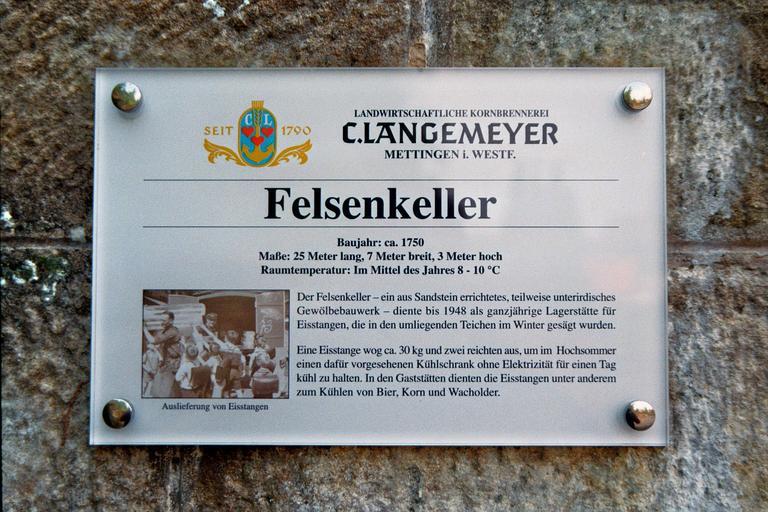 SEIT CL 1790
LANDWIRTSCHAFTLICHE KORNBRENNEREI
C.LANGEMEYER
METTINGEN i. WESTF.
Felsenkeller
Baujahr: ca. 1750
Maße: 25 Meter lang, 7 Meter breit, 3 Meter hoch
Raumtemperatur: Im Mittel des Jahres 8 - 10 °C
Der Felsenkeller – ein aus Sandstein errichtetes, teilweise unterirdisches
Gewölbebauwerk – diente bis 1948 als ganzjährige Lagerstätte für
Eisstangen, die in den umliegenden Teichen im Winter gesägt wurden.
Eine Eisstange wog ca. 30 kg und zwei reichten aus, um im Hochsommer
einen dafür vorgesehenen Kühlschrank ohne Elektrizität für einen Tag
kühl zu halten. In den Gaststätten dienten die Eisstangen unter anderem
zum Kühlen von Bier, Korn und Wacholder.
Auslieferung von Eisstangen